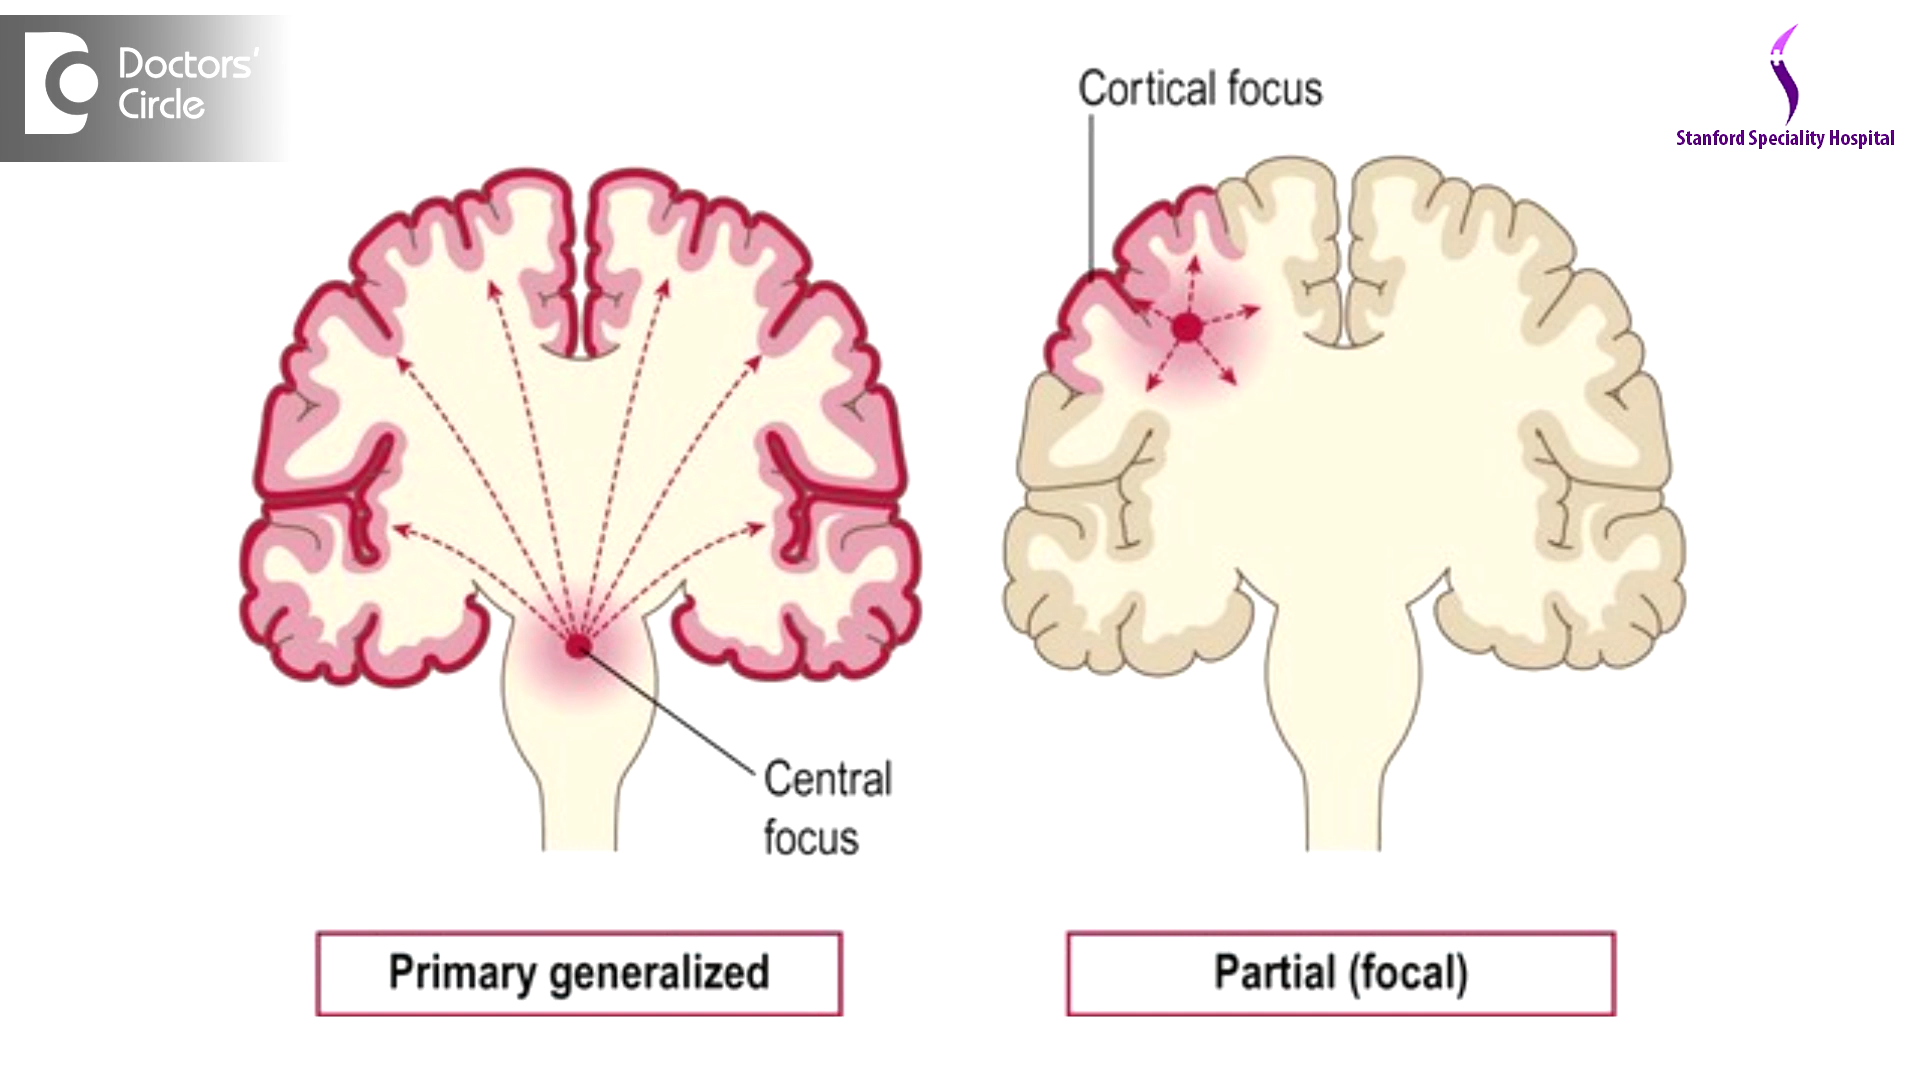 Doctors'
Circle
Cortical focus
Stanford Speciality Hospital
Central
focus
Primary generalized
Partial (focal)